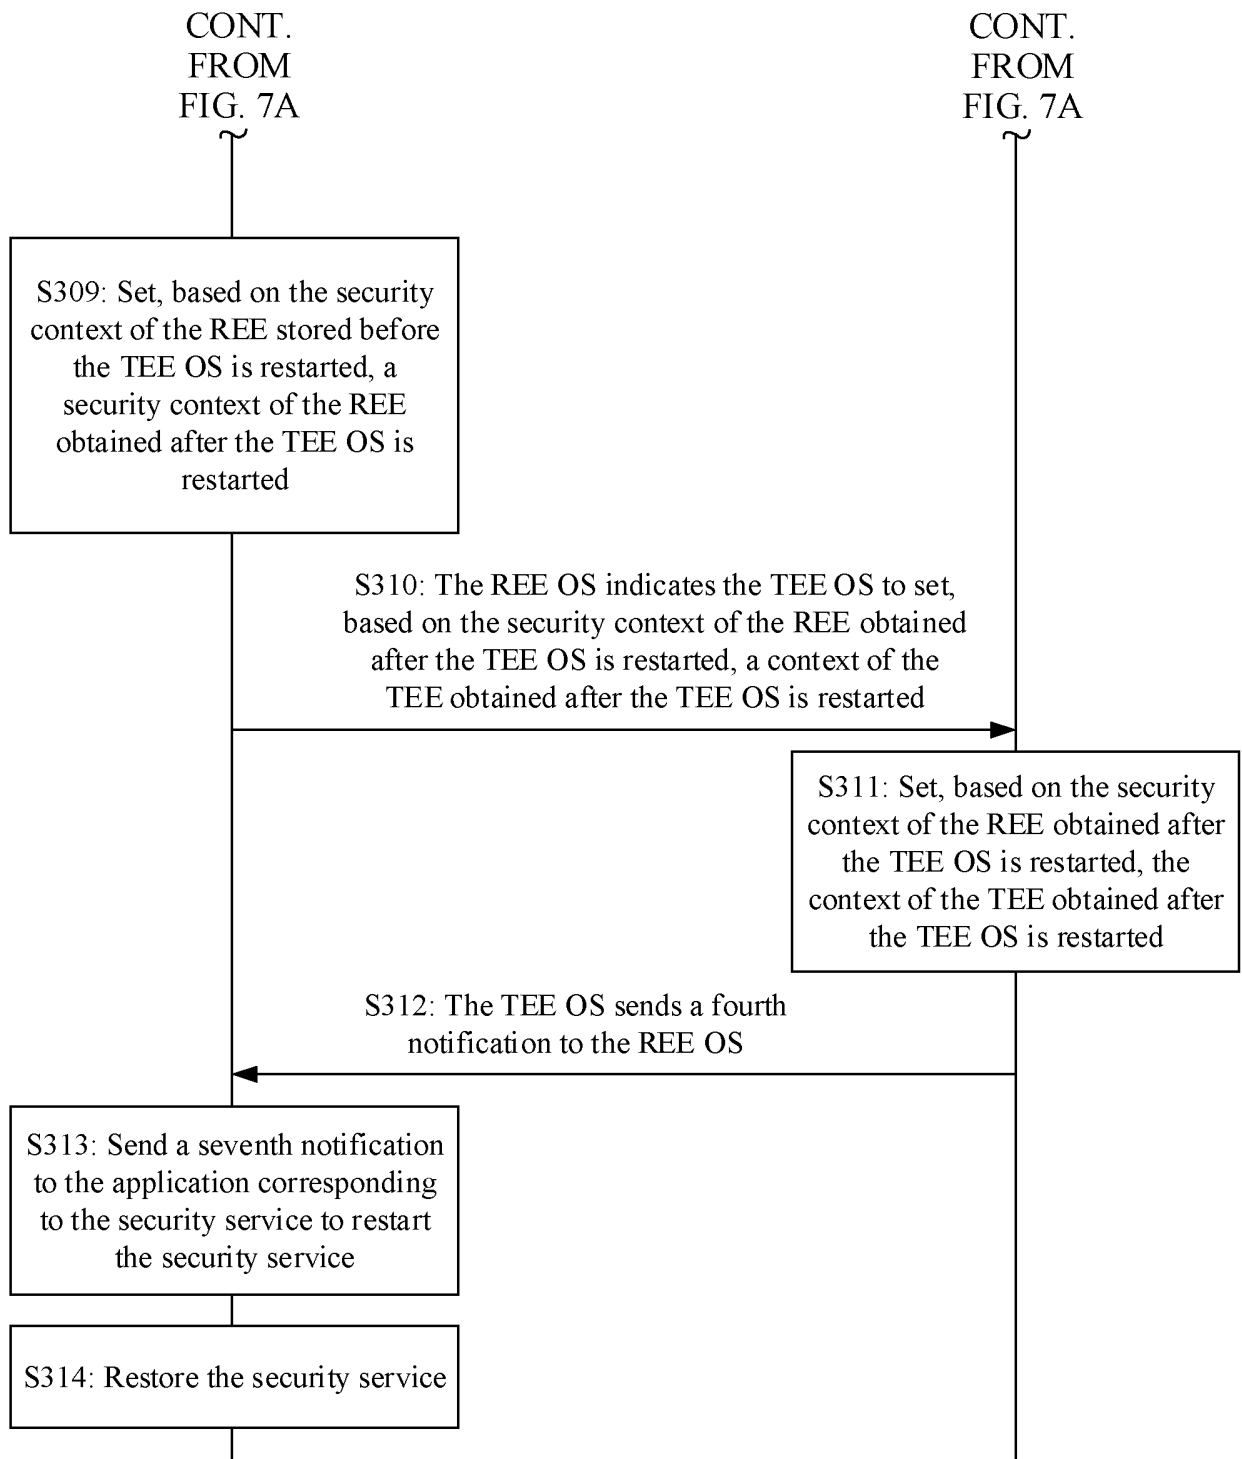 CONT.
FROM
FIG. 7A
CONT.
FROM
FIG. 7A
S309: Set, based on the security
context of the REE stored before
the TEE OS is restarted, a
security context of the REE
obtained after the TEE OS is
restarted
S310: The REE OS indicates the TEE OS to set,
based on the security context of the REE obtained
after the TEE OS is restarted, a context of the
TEE obtained after the TEE OS is restarted
S311: Set, based on the security
context of the REE obtained after
the TEE OS is restarted, the
context of the TEE obtained after
the TEE OS is restarted
S312: The TEE OS sends a fourth
notification to the REE OS
S313: Send a seventh notification
to the application corresponding
to the security service to restart
the security service
S314: Restore the security service